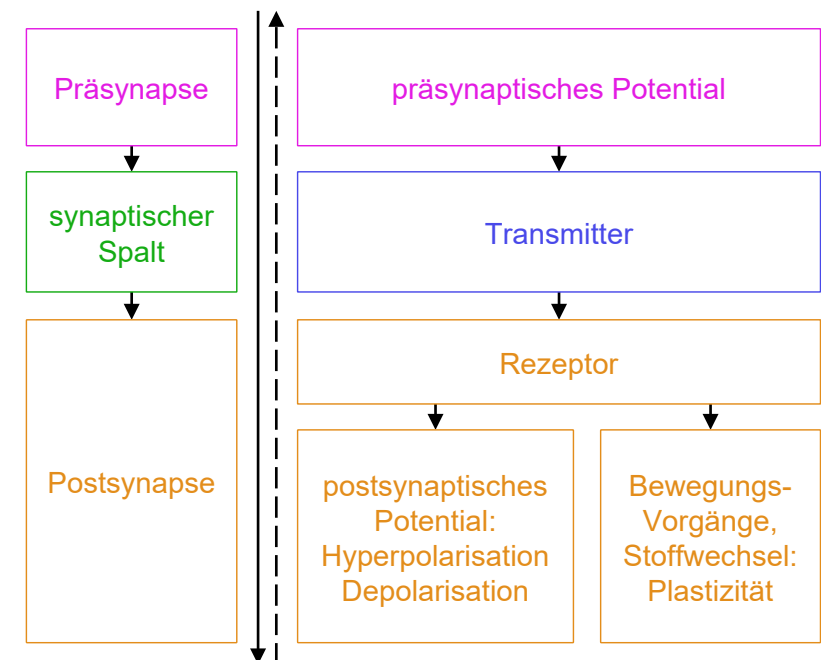 Präsynapse
präsynaptisches Potential
synaptischer
Spalt
Transmitter
Rezeptor
Postsynapse
postsynaptisches
Potential:
Hyperpolarisation
Depolarisation
Bewegungs-
Vorgänge,
Stoffwechsel:
Plastizität